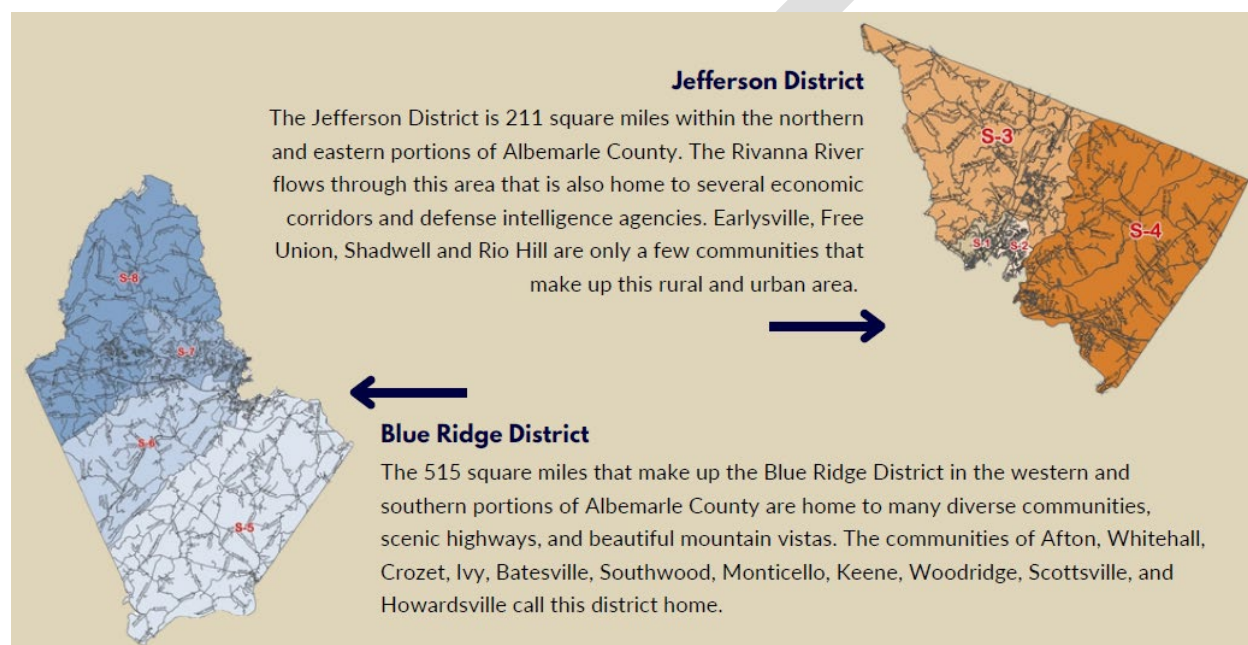 Jefferson District
The Jefferson District is 211 square miles within the northern
and eastern portions of Albemarle County. The Rivanna River
flows through this area that is also home to several economic
corridors and defense intelligence agencies. Earlysville, Free
Union, Shadwell and Rio Hill are only a few communities that
make up this rural and urban area.
S-3
S-4
S-1
S-2
S-8
S-7
S-6
S-5
Blue Ridge District
The 515 square miles that make up the Blue Ridge District in the western and
southern portions of Albemarle County are home to many diverse communities,
scenic highways, and beautiful mountain vistas. The communities of Afton, Whitehall,
Crozet, Ivy, Batesville, Southwood, Monticello, Keene, Woodridge, Scottsville, and
Howardsville call this district home.